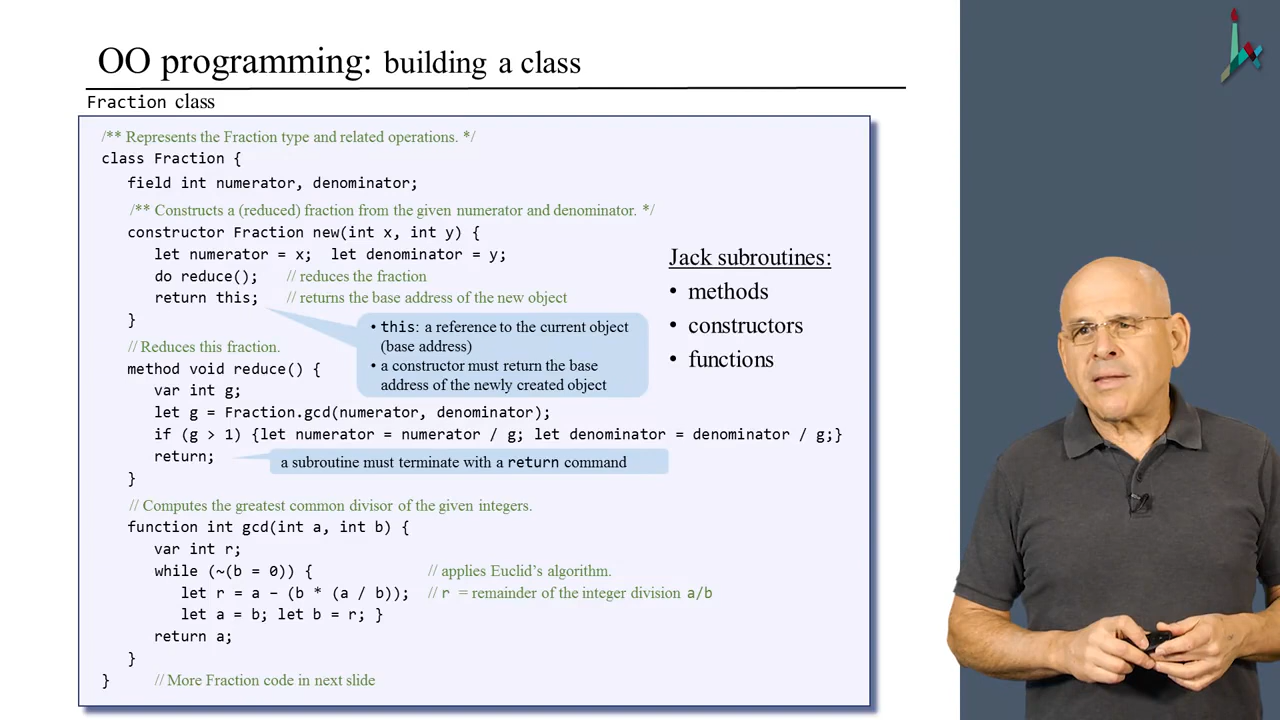 OO programming: building a class
Fraction class
/** Represents the Fraction type and related operations. */
class Fraction {
field int numerator, denominator;
/** Constructs a (reduced) fraction from the given numerator and denominator. */
constructor Fraction new(int x, int y) {
let numerator = x; let denominator = y;
do reduce(); // reduces the fraction
return this; // returns the base address of the new object
}
• this: a reference to the current object
(base address)
• a constructor must return the base
address of the newly created object
// Reduces this fraction.
method void reduce() {
var int g;
let g = Fraction.gcd(numerator, denominator);
if (g > 1) {let numerator = numerator / g; let denominator = denominator / g;}
return;
a subroutine must terminate with a return command
}
// Computes the greatest common divisor of the given integers.
function int gcd(int a, int b) {
var int r;
while (~(b = 0)) { // applies Euclid’s algorithm.
let r = a – (b * (a / b)); // r = remainder of the integer division a/b
let a = b; let b = r; }
return a;
}
} // More Fraction code in next slide
Jack subroutines:
• methods
• constructors
• functions